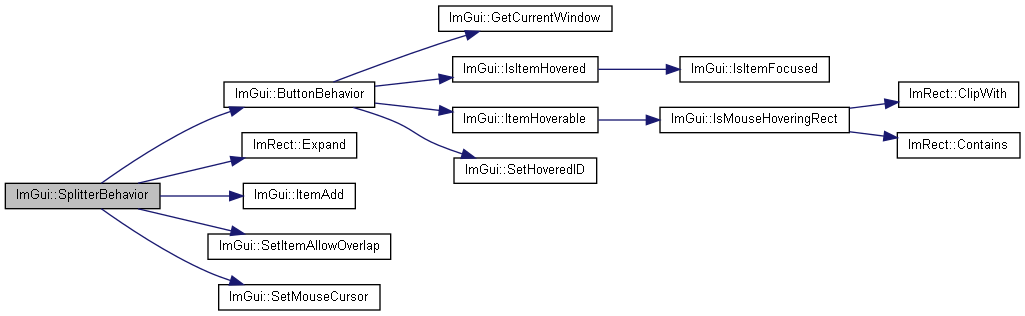 ImGui::GetCurrentWindow
ImGui::IsItemHovered
ImGui::IsItemFocused
ImGui::ButtonBehavior
ImRect::ClipWith
ImGui::ItemHoverable
ImGui::IsMouseHoveringRect
ImRect::Expand
ImRect::Contains
ImGui::SetHoveredID
ImGui::SplitterBehavior
ImGui::ItemAdd
ImGui::SetItemAllowOverlap
ImGui::SetMouseCursor